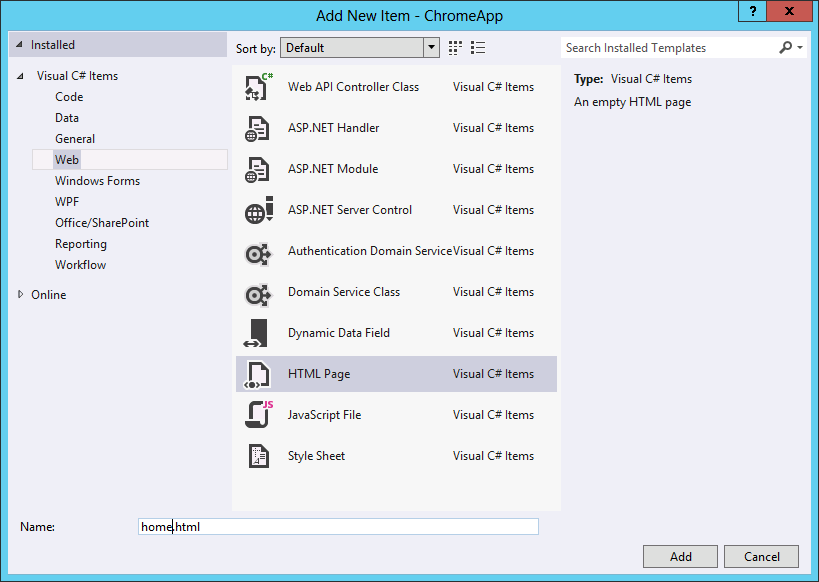 Add New Item - ChromeApp
?
x
Installed
Visual C# Items
Code
Data
General
Web
Windows Forms
WPF
Office/SharePoint
Reporting
Workflow
Online
Sort by: Default
Search Installed Templates
C#
Web API Controller Class Visual C# Items
ASP.NET Handler Visual C# Items
ASP.NET Module Visual C# Items
ASP.NET Server Control Visual C# Items
Authentication Domain Service Visual C# Items
Domain Service Class Visual C# Items
Dynamic Data Field Visual C# Items
HTML Page Visual C# Items
JS
JavaScript File Visual C# Items
Style Sheet Visual C# Items
Type: Visual C# Items
An empty HTML page
Name: home.html
Add Cancel